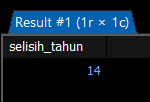 Result #1 (1r × 1c)
selisih_tahun
14